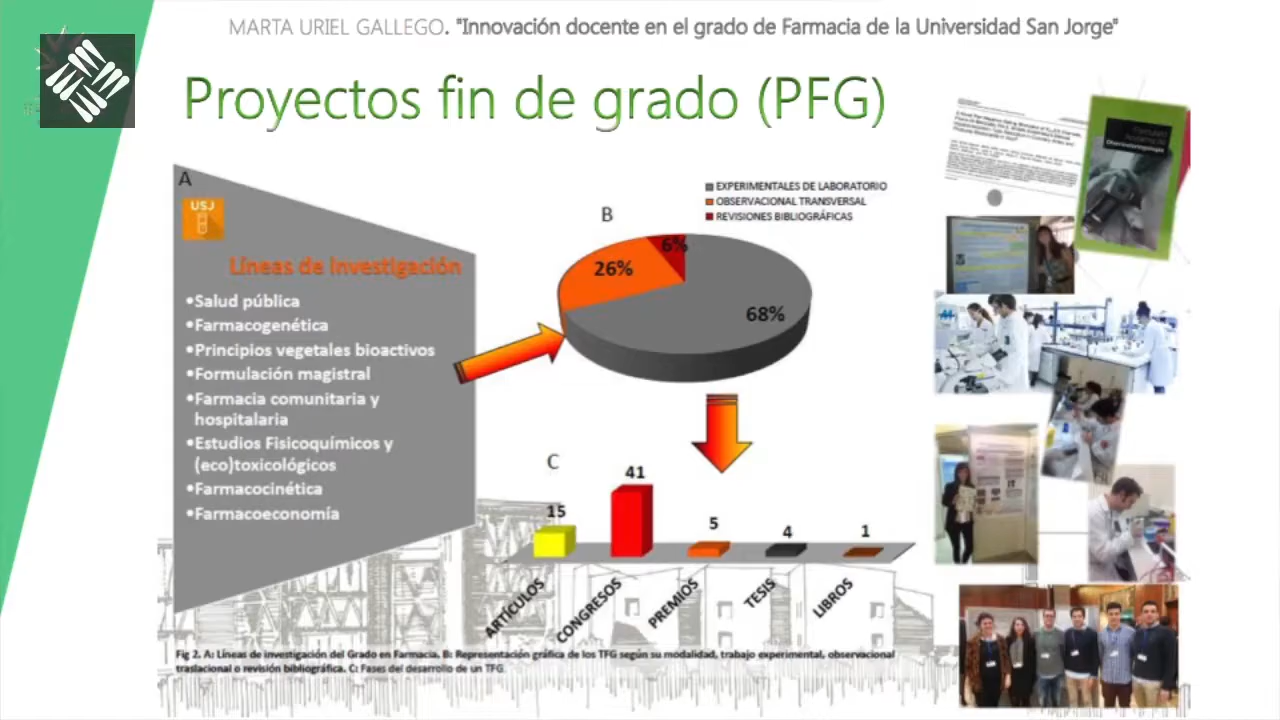 MARTA URIEL GALLEGO. "Innovación docente en el grado de Farmacia de la Universidad San Jorge"
Proyectos fin de grado (PFG)
A
USJ
Líneas de investigación
•Salud pública
•Farmacogenética
•Principios vegetales bioactivos
•Formulación magistral
•Farmacia comunitaria y
hospitalaria
•Estudios Fisicoquímicos y
(eco)toxicológicos
•Farmacocinética
•Farmacoeconomía
B
EXPERIMENTALES DE LABORATORIO
OBSERVACIONAL TRANSVERSAL
REVISIONES BIBLIOGRÁFICAS
6%
26%
68%
C
15
41
5
4
1
ARTÍCULOS
CONGRESOS
PREMIOS
TESIS
LIBROS
Fig 2. A: Líneas de investigación del Grado en Farmacia. B: Representación gráfica de los TFG según su modalidad, trabajo experimental, observacional
traslacional o revisión bibliográfica. C: Fases del desarrollo de un TFG.